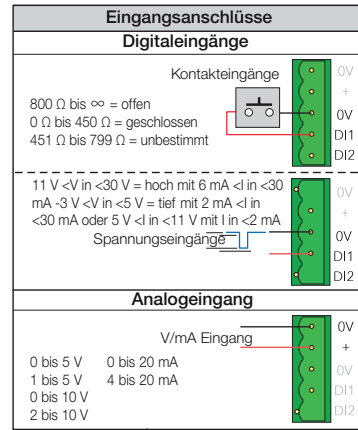 Eingangsanschlüsse
Digitaleingänge
Kontakteingänge
800 Ω bis ∞ = offen
0 Ω bis 450 Ω = geschlossen
451 Ω bis 799 Ω = unbestimmt
0V
+
0V
DI1
DI2
11 V <V in <30 V = hoch mit 6 mA <I in <30
mA -3 V <V in <5 V = tief mit 2 mA <I in
<30 mA oder 5 V <I in <11 V mit I in <2 mA
Spannungseingänge
0V
+
0V
DI1
DI2
Analogeingang
V/mA Eingang
0 bis 5 V 0 bis 20 mA
1 bis 5 V 4 bis 20 mA
0 bis 10 V
2 bis 10 V
0V
+
0V
DI1
DI2